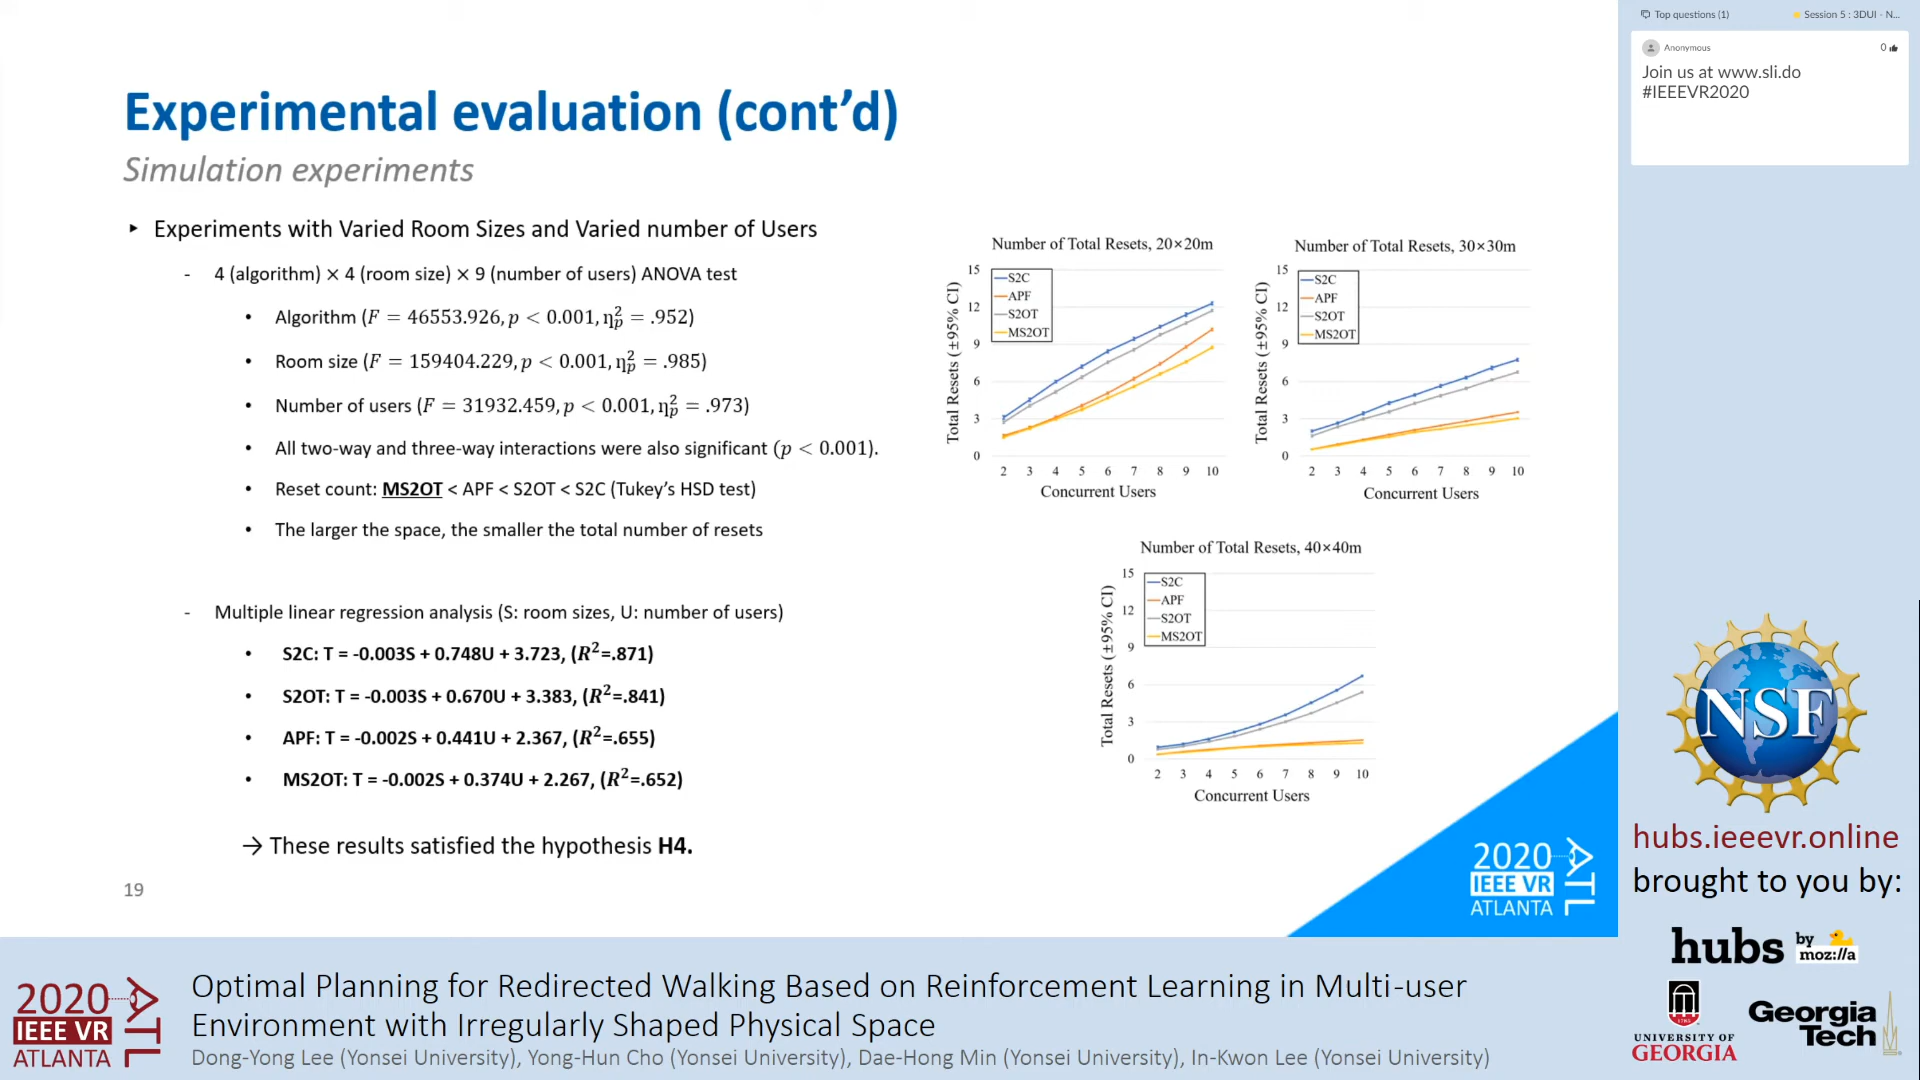 Experimental evaluation (cont’d)
Simulation experiments
‣ Experiments with Varied Room Sizes and Varied number of Users
- 4 (algorithm) × 4 (room size) × 9 (number of users) ANOVA test
• Algorithm (F = 46553.926, p < 0.001, η²ₚ = .952)
• Room size (F = 159404.229, p < 0.001, η²ₚ = .985)
• Number of users (F = 31932.459, p < 0.001, η²ₚ = .973)
• All two-way and three-way interactions were also significant (p < 0.001).
• Reset count: MS2OT < APF < S2OT < S2C (Tukey’s HSD test)
• The larger the space, the smaller the total number of resets
- Multiple linear regression analysis (S: room sizes, U: number of users)
• S2C: T = -0.003S + 0.748U + 3.723, (R²=.871)
• S2OT: T = -0.003S + 0.670U + 3.383, (R²=.841)
• APF: T = -0.002S + 0.441U + 2.367, (R²=.655)
• MS2OT: T = -0.002S + 0.374U + 2.267, (R²=.652)
→ These results satisfied the hypothesis H4.
19
Number of Total Resets, 20×20m
Total Resets (±95% CI)
15
12
9
6
3
0
S2C
APF
S2OT
MS2OT
2 3 4 5 6 7 8 9 10
Concurrent Users
Number of Total Resets, 30×30m
Total Resets (±95% CI)
15
12
9
6
3
0
S2C
APF
S2OT
MS2OT
2 3 4 5 6 7 8 9 10
Concurrent Users
Number of Total Resets, 40×40m
Total Resets (±95% CI)
15
12
9
6
3
0
S2C
APF
S2OT
MS2OT
2 3 4 5 6 7 8 9 10
Concurrent Users
2020
IEEE VR
ATLANTA
ATL
Top questions (1)
Session 5 : 3DUI - N...
Anonymous
0
Join us at www.sli.do
#IEEEVR2020
NSF
hubs.ieeevr.online
brought to you by:
hubs by
moz://a
UNIVERSITY OF
GEORGIA
Georgia
Tech
2020
IEEE VR
ATLANTA
ATL
Optimal Planning for Redirected Walking Based on Reinforcement Learning in Multi-user
Environment with Irregularly Shaped Physical Space
Dong-Yong Lee (Yonsei University), Yong-Hun Cho (Yonsei University), Dae-Hong Min (Yonsei University), In-Kwon Lee (Yonsei University)